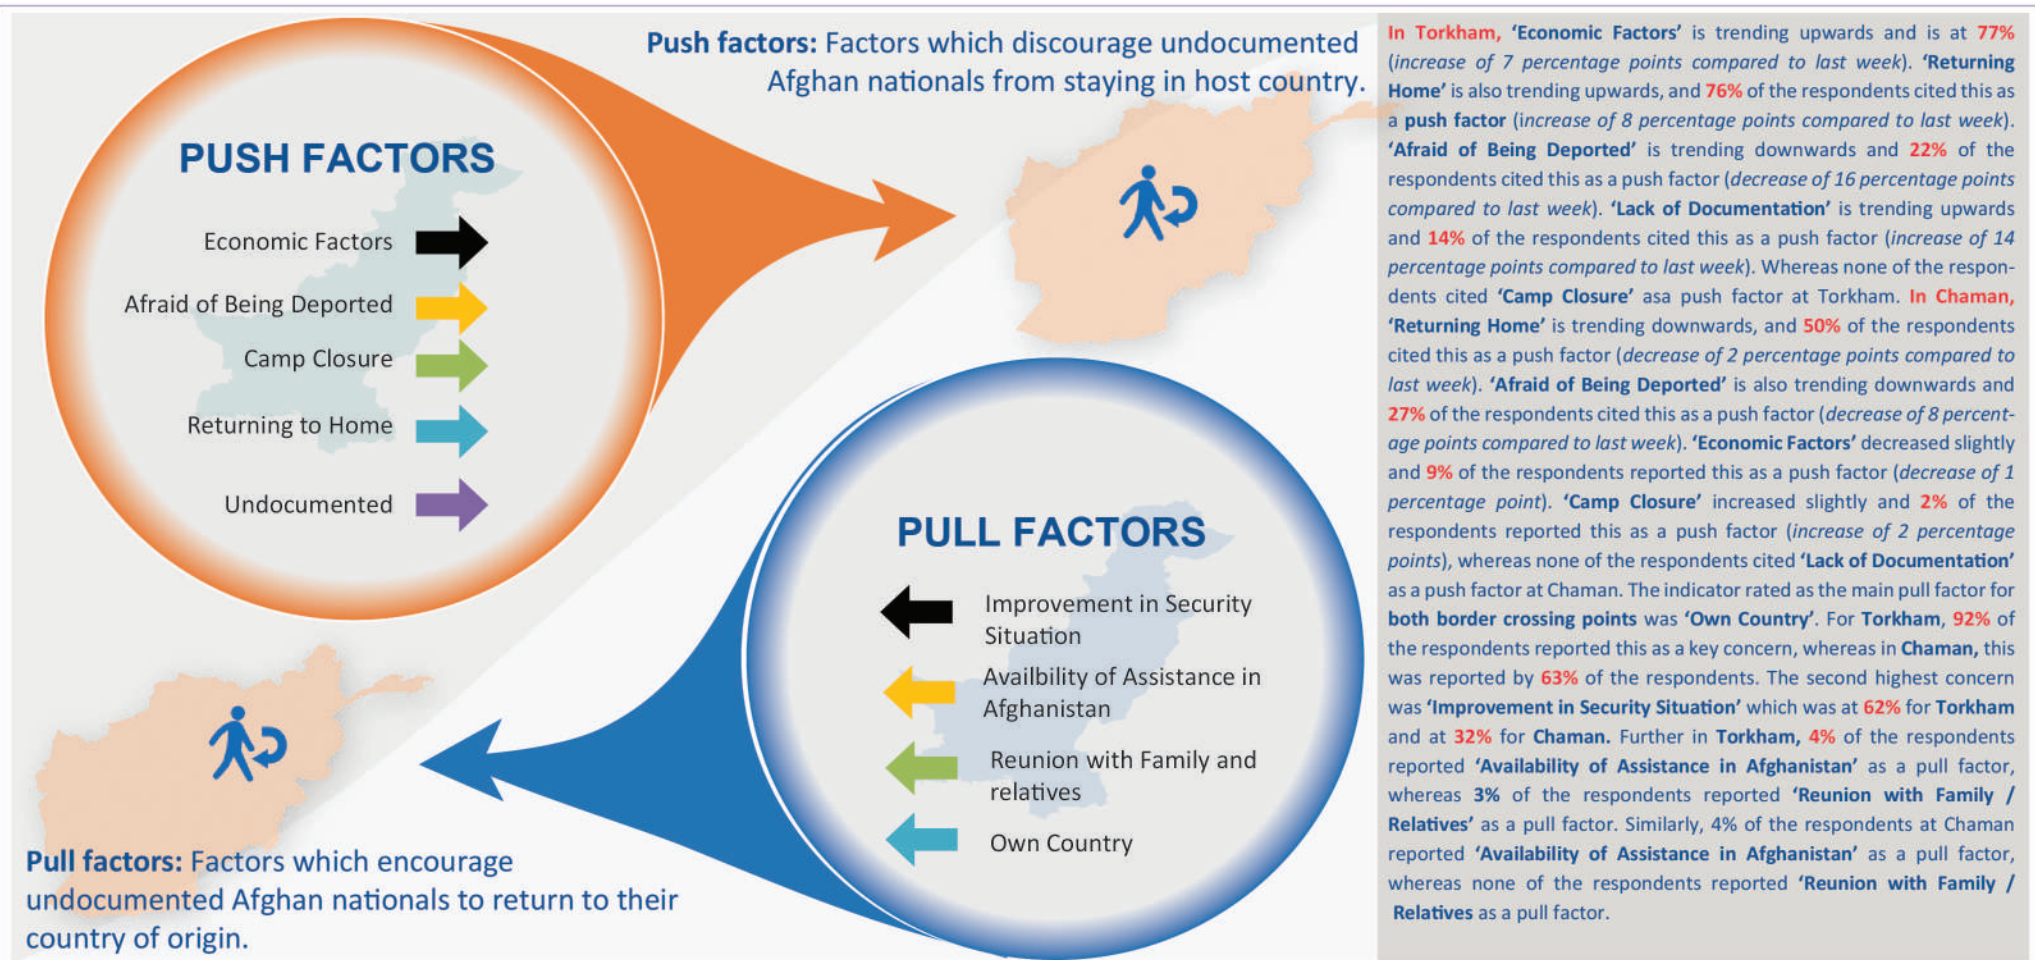 Push factors: Factors which discourage undocumented
Afghan nationals from staying in host country.
PUSH FACTORS
Economic Factors
Afraid of Being Deported
Camp Closure
Returning to Home
Undocumented
PULL FACTORS
Improvement in Security
Situation
Availbility of Assistance in
Afghanistan
Reunion with Family and
relatives
Own Country
Pull factors: Factors which encourage
undocumented Afghan nationals to return to their
country of origin.
In Torkham, ‘Economic Factors’ is trending upwards and is at 77%
(increase of 7 percentage points compared to last week). ‘Returning
Home’ is also trending upwards, and 76% of the respondents cited this as
a push factor (increase of 8 percentage points compared to last week).
‘Afraid of Being Deported’ is trending downwards and 22% of the
respondents cited this as a push factor (decrease of 16 percentage points
compared to last week). ‘Lack of Documentation’ is trending upwards
and 14% of the respondents cited this as a push factor (increase of 14
percentage points compared to last week). Whereas none of the respon-
dents cited ‘Camp Closure’ asa push factor at Torkham. In Chaman,
‘Returning Home’ is trending downwards, and 50% of the respondents
cited this as a push factor (decrease of 2 percentage points compared to
last week). ‘Afraid of Being Deported’ is also trending downwards and
27% of the respondents cited this as a push factor (decrease of 8 percent-
age points compared to last week). ‘Economic Factors’ decreased slightly
and 9% of the respondents reported this as a push factor (decrease of 1
percentage point). ‘Camp Closure’ increased slightly and 2% of the
respondents reported this as a push factor (increase of 2 percentage
points), whereas none of the respondents cited ‘Lack of Documentation’
as a push factor at Chaman. The indicator rated as the main pull factor for
both border crossing points was ‘Own Country’. For Torkham, 92% of
the respondents reported this as a key concern, whereas in Chaman, this
was reported by 63% of the respondents. The second highest concern
was ‘Improvement in Security Situation’ which was at 62% for Torkham
and at 32% for Chaman. Further in Torkham, 4% of the respondents
reported ‘Availability of Assistance in Afghanistan’ as a pull factor,
whereas 3% of the respondents reported ‘Reunion with Family /
Relatives’ as a pull factor. Similarly, 4% of the respondents at Chaman
reported ‘Availability of Assistance in Afghanistan’ as a pull factor,
whereas none of the respondents reported ‘Reunion with Family /
Relatives as a pull factor.